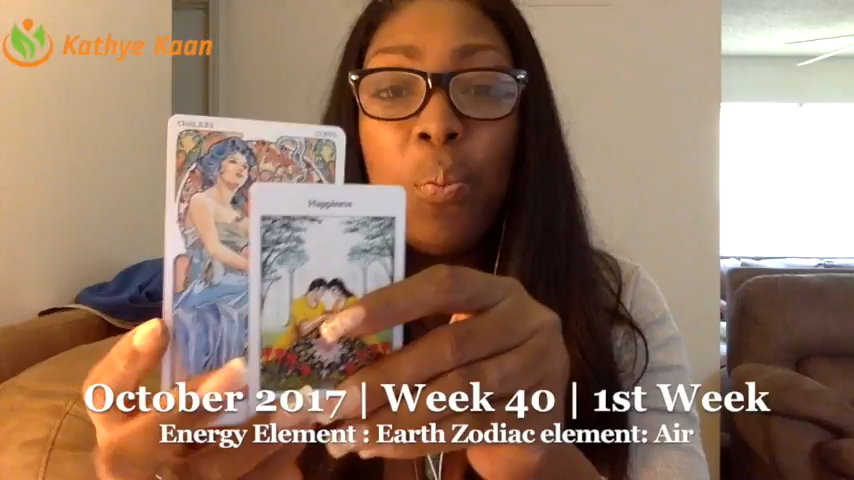 Kathye Kaan
Happiness
October 2017 | Week 40 | 1st Week
Energy Element : Earth Zodiac element: Air